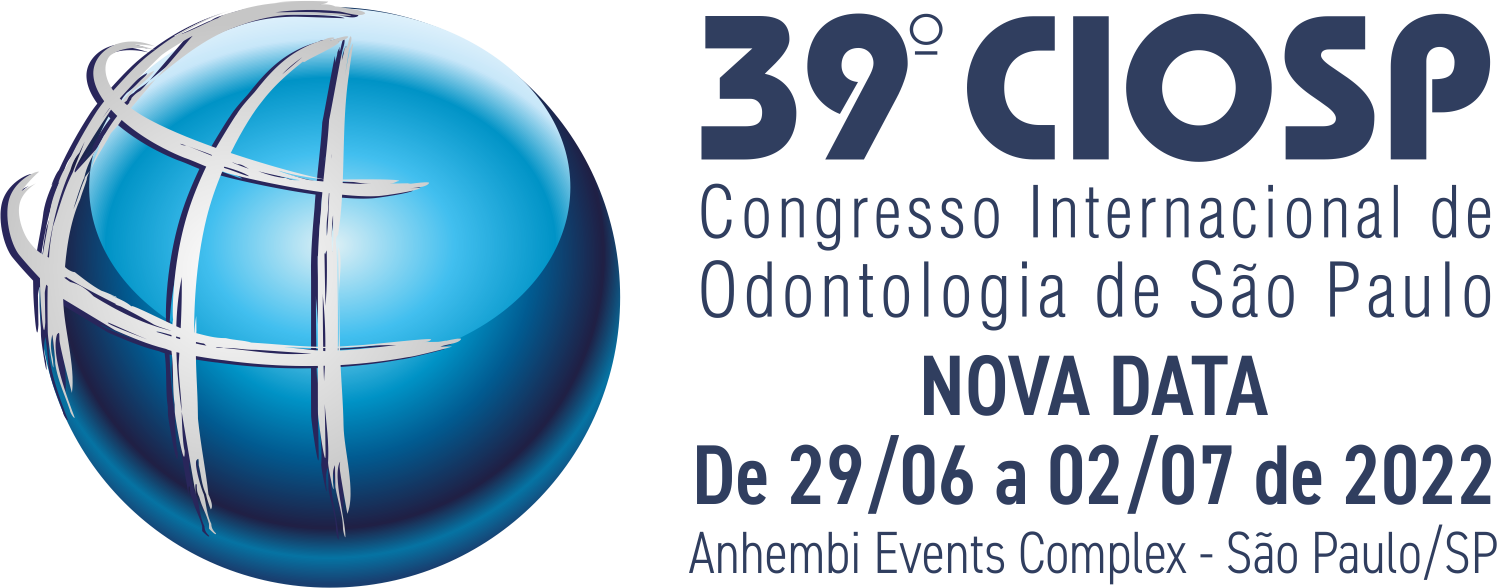 39º CIOSP
Congresso Internacional de
Odontologia de São Paulo
NOVA DATA
De 29/06 a 02/07 de 2022
Anhembi Events Complex - São Paulo/SP